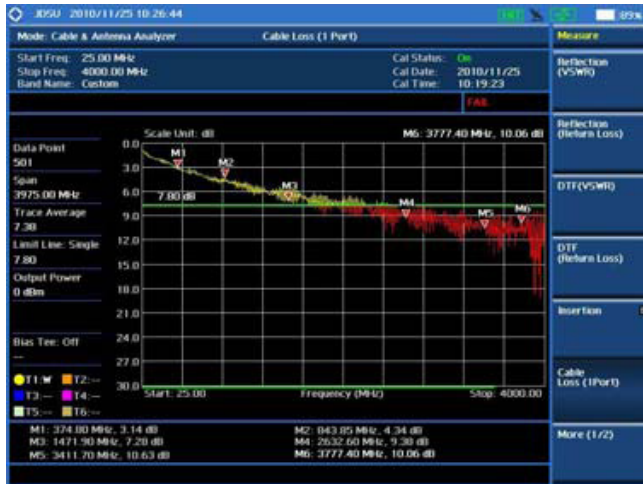 JDSU 2010/11/25 10:26:44
EXT
89%
Mode: Cable & Antenna Analyzer
Cable Loss (1 Port)
Measure
Start Freq: 25.00 MHz
Stop Freq: 4000.00 MHz
Band Name: Custom
Cal Status: On
Cal Date: 2010/11/25
Cal Time: 10:19:23
FAIL
Reflection
(VSWR)
Reflection
(Return Loss)
DTF(VSWR)
DTF
(Return Loss)
Insertion
Cable
Loss (1Port)
More (1/2)
Data Point
501
Span
3975.00 MHz
Trace Average
7.38
Limit Line: Single
7.80
Output Power
0 dBm
Bias Tee: Off
--
T1:W T2:--
T3:-- T4:--
T5:-- T6:--
Scale Unit: dB
M6: 3777.40 MHz, 10.06 dB
0.0
3.0
6.0
9.0
12.0
15.0
18.0
21.0
24.0
27.0
30.0
7.80 dB
M1
M2
M3
M4
M5
M6
Start: 25.00
Frequency (MHz)
Stop: 4000.00
M1: 374.80 MHz, 3.14 dB
M2: 843.85 MHz, 4.34 dB
M3: 1471.90 MHz, 7.20 dB
M4: 2632.60 MHz, 9.30 dB
M5: 3411.70 MHz, 10.63 dB
M6: 3777.40 MHz, 10.06 dB